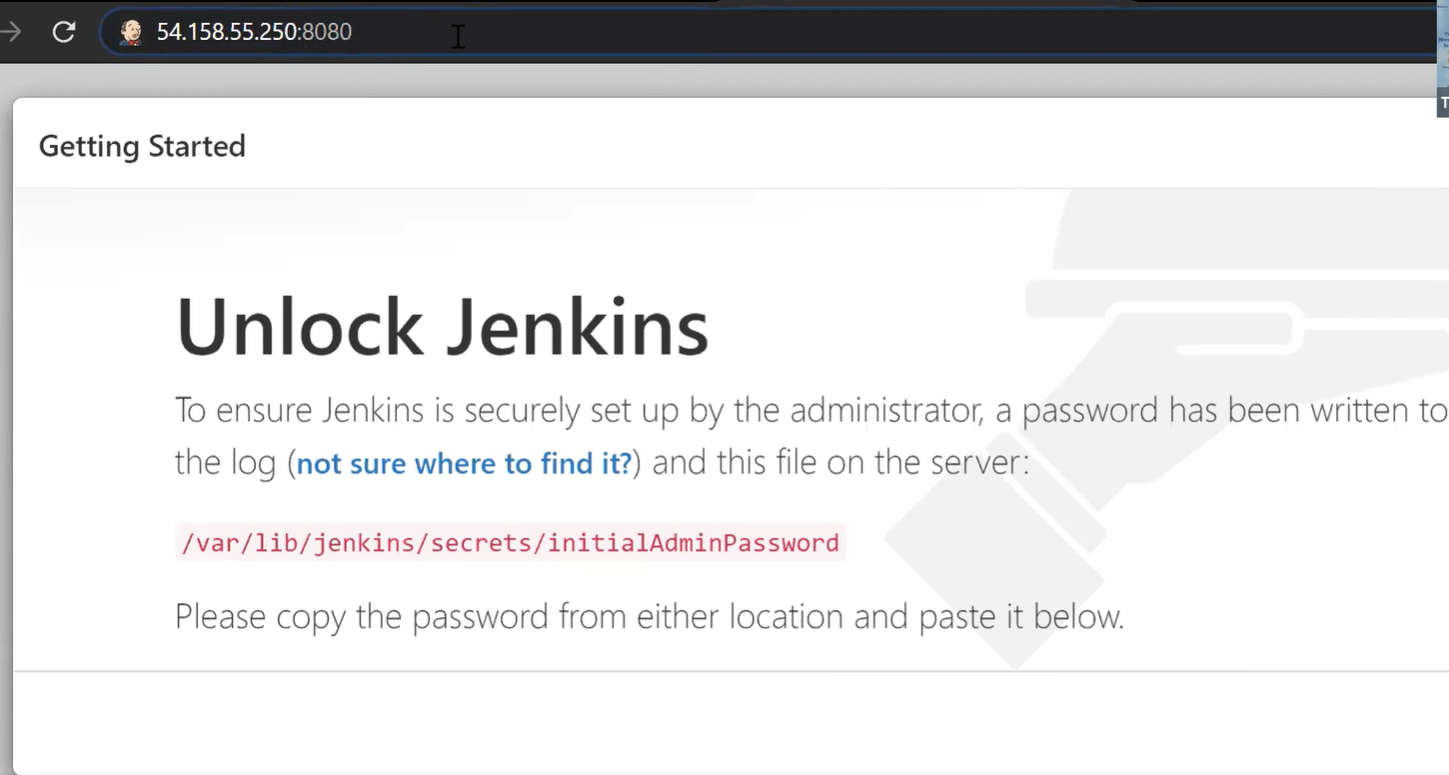 54.158.55.250:8080
Getting Started
Unlock Jenkins
To ensure Jenkins is securely set up by the administrator, a password has been written to
the log (not sure where to find it?) and this file on the server:
/var/lib/jenkins/secrets/initialAdminPassword
Please copy the password from either location and paste it below.
T